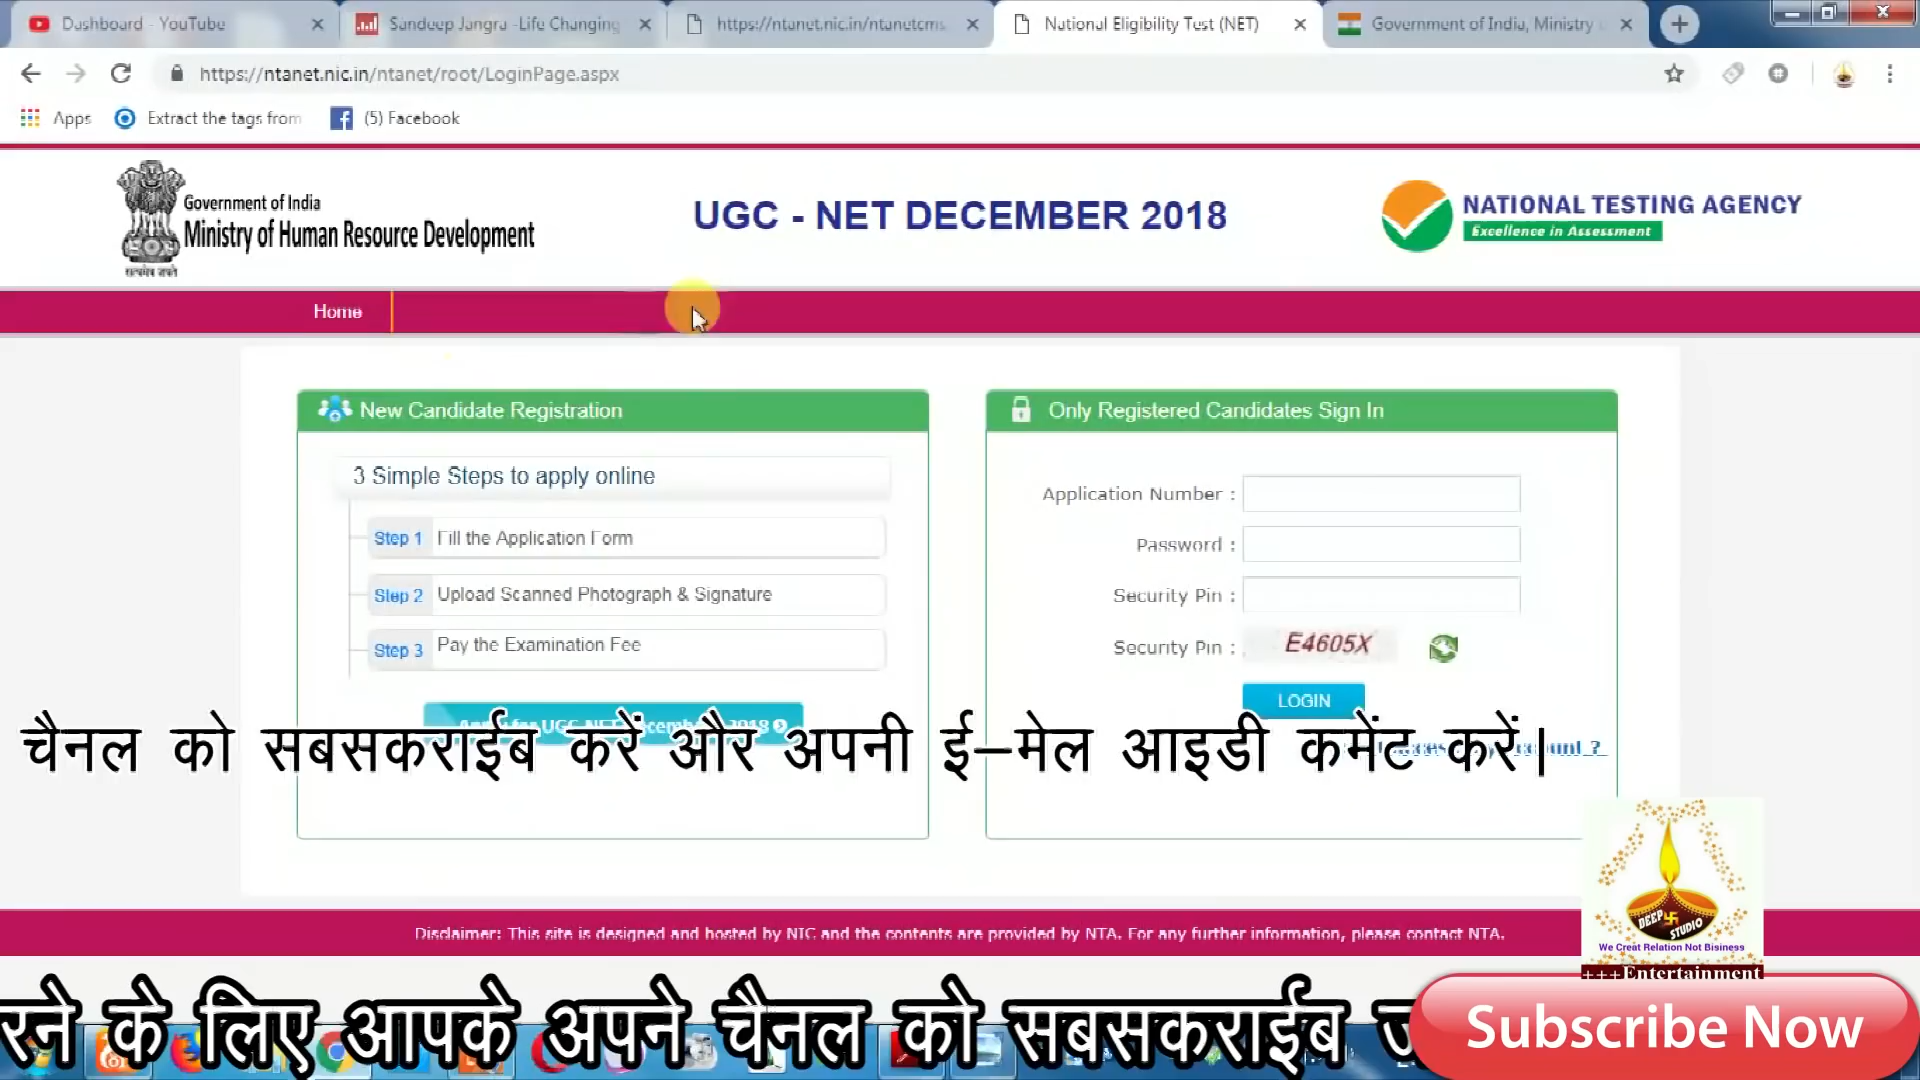 Dashboard - YouTube
Sandeep Jangra -Life Changing
https://ntanet.nic.in/ntanetcms
National Eligibility Test (NET)
Government of India, Ministry
https://ntanet.nic.in/ntanet/root/LoginPage.aspx
Apps
Extract the tags from
(5) Facebook
Government of India
Ministry of Human Resource Development
सत्यमेव जयते
UGC - NET DECEMBER 2018
NATIONAL TESTING AGENCY
Excellence in Assessment
Home
New Candidate Registration
3 Simple Steps to apply online
Step 1 Fill the Application Form
Step 2 Upload Scanned Photograph & Signature
Step 3 Pay the Examination Fee
Only Registered Candidates Sign In
Application Number :
Password :
Security Pin :
Security Pin : E4605X
LOGIN
चैनल को सबसकराईब करें और अपनी ई-मेल आइडी कमेंट करें।
DEEP STUDIO
We Creat Relation Not Bisiness
+++Entertainment
Disclaimer: This site is designed and hosted by NIC and the contents are provided by NTA. For any further information, please contact NTA.
रने के लिए आपके अपने चैनल को सबसकराईब
Subscribe Now